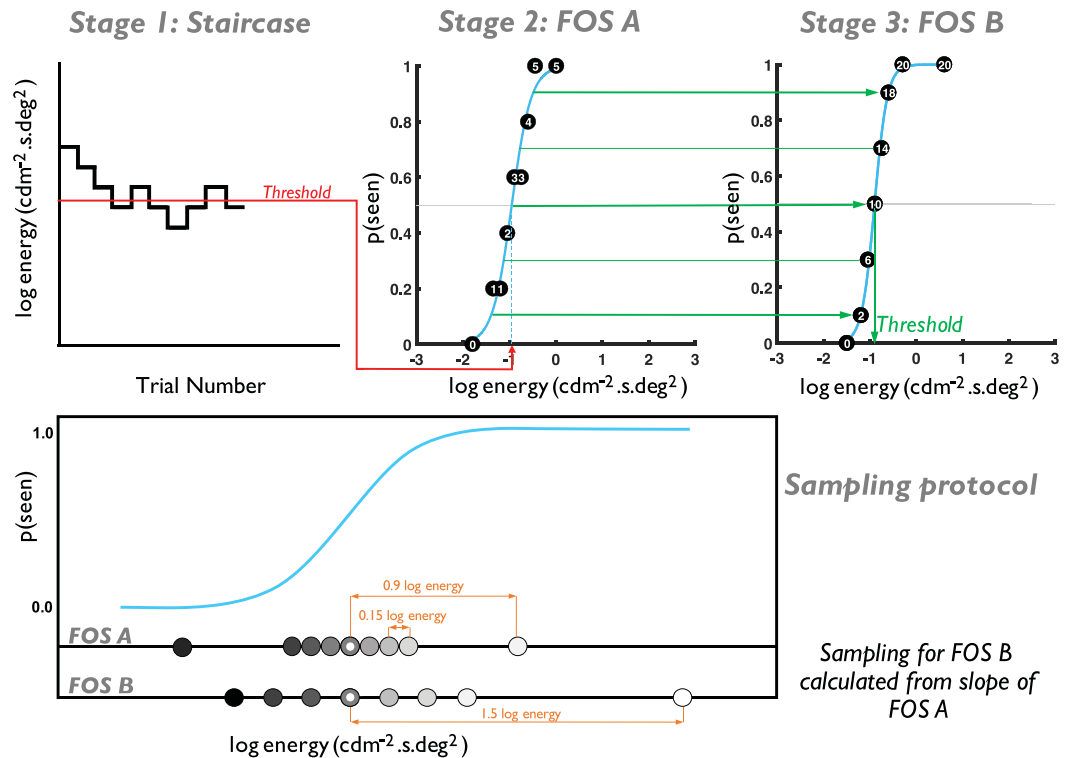 Stage 1: Staircase
log energy (cdm-2.s.deg2)
Threshold
Trial Number
Stage 2: FOS A
1
0.8
0.6
0.4
0.2
0
p(seen)
5 5
4
33
2
11
0
-3 -2 -1 0 1 2 3
log energy (cdm-2.s.deg2)
Stage 3: FOS B
1
0.8
0.6
0.4
0.2
0
p(seen)
20 20
18
14
10
6
2
0
Threshold
-3 -2 -1 0 1 2 3
log energy (cdm-2.s.deg2)
1.0
p(seen)
0.0
0.9 log energy
0.15 log energy
FOS A
FOS B
1.5 log energy
log energy (cdm-2.s.deg2)
Sampling protocol
Sampling for FOS B
calculated from slope of
FOS A